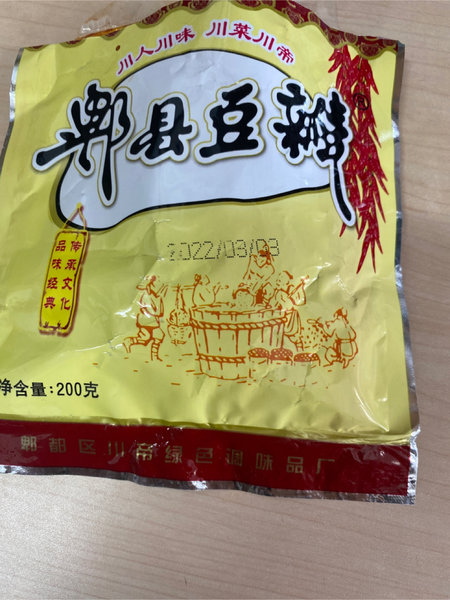 川人川味 川菜川帝
郫县豆瓣®
2022/03/03
传承文化
品味经典
净含量:200克
郫都区川帝绿色调味品厂